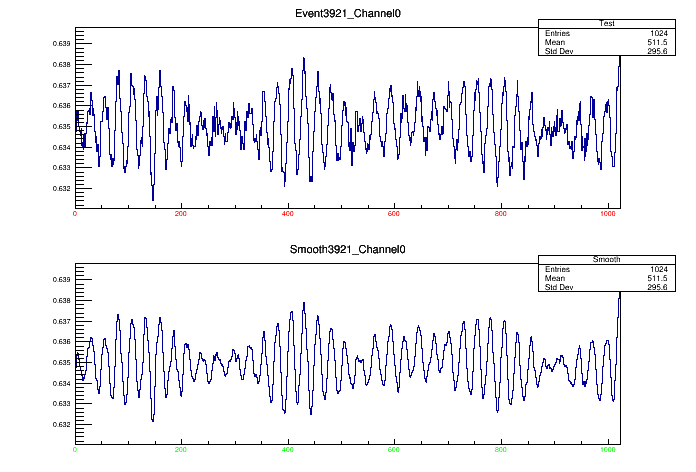 Event3921_Channel0
Test
Entries 1024
Mean 511.5
Std Dev 295.6
0.639
0.638
0.637
0.636
0.635
0.634
0.633
0.632
0 200 400 600 800 1000
Smooth3921_Channel0
Smooth
Entries 1024
Mean 511.5
Std Dev 295.6
0.639
0.638
0.637
0.636
0.635
0.634
0.633
0.632
0 200 400 600 800 1000